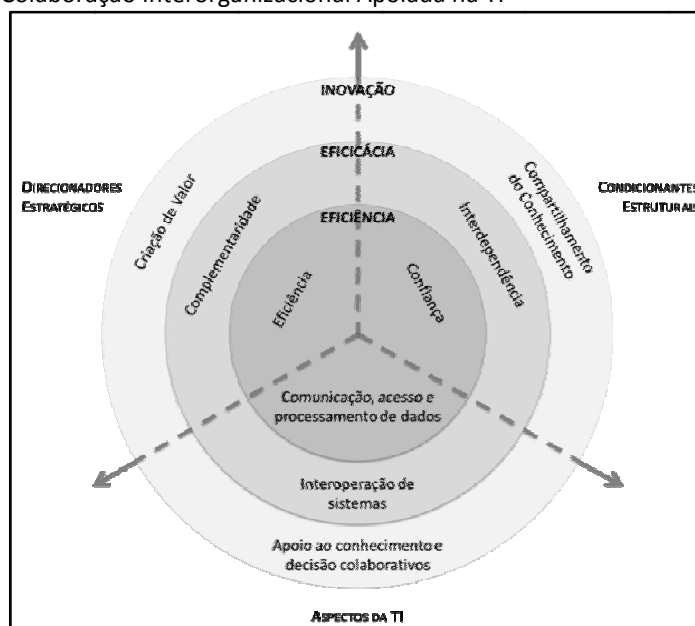 Colaboração Interorganizacional Apoiada na TI
INOVAÇÃO
EFICICÁCIA
EFICIÊNCIA
DIRECIONADORES
ESTRATÉGICOS
CONDICIONANTES
ESTRUTURAIS
Criação de Valor
Complementaridade
Eficiência
Confiança
Interdependência
Compartilhamento
do Conhecimento
Comunicação, acesso e
processamento de dados
Interoperação de
sistemas
Apoio ao conhecimento e
decisão colaborativos
ASPECTOS DA TI